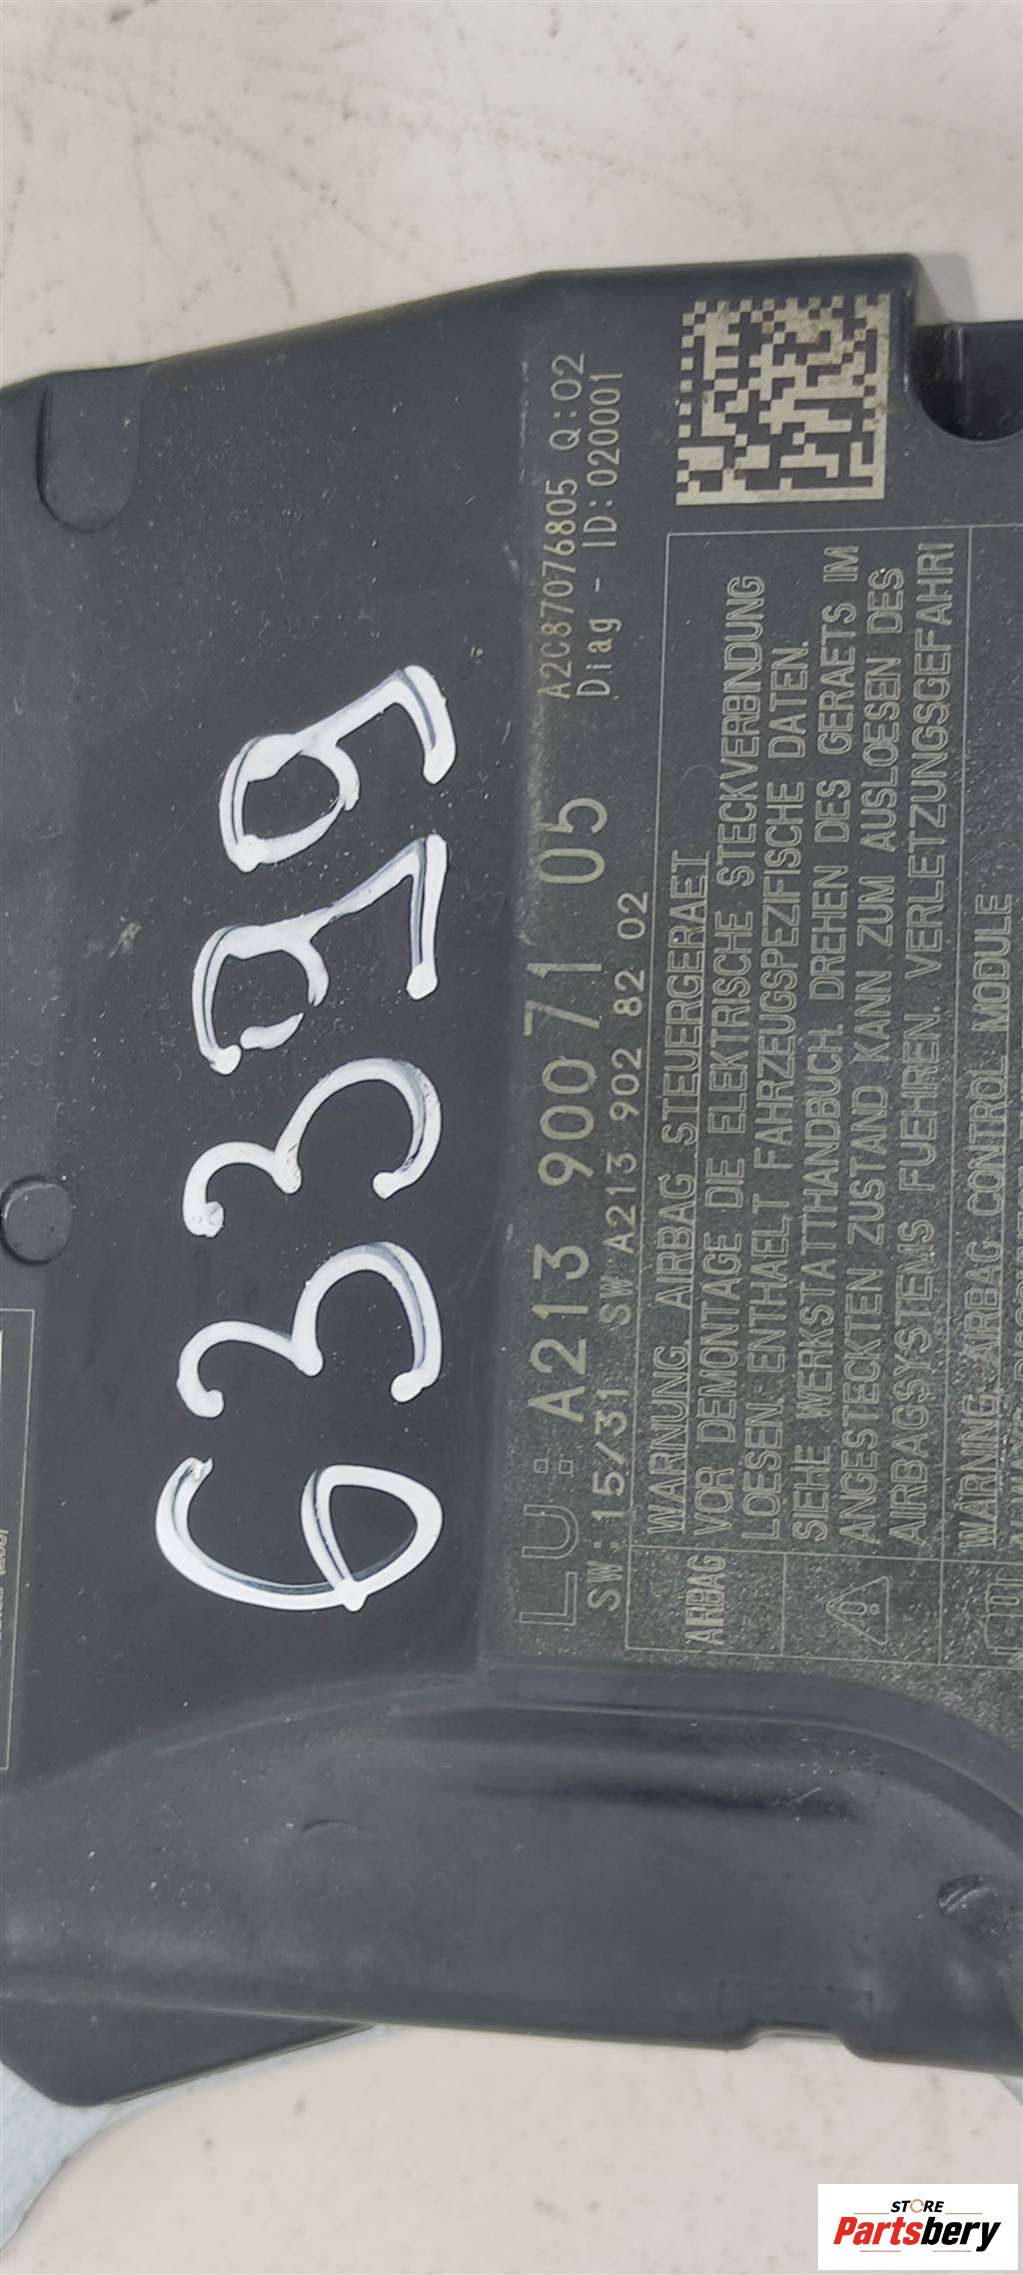 63399
A2C87076805 Q:02
Diag - ID:020001
LU: A213 900 71 05
SW:15/31 SW A213 902 82 02
AIRBAG
WARNUNG. AIRBAG STEUERGERAET
VOR DEMONTAGE DIE ELEKTRISCHE STECKVERBINDUNG
LOESEN. ENTHAELT FAHRZEUGSPEZIFISCHE DATEN.
SIEHE WERKSTATTHANDBUCH. DREHEN DES GERAETS IM
ANGESTECKTEN ZUSTAND KANN ZUM AUSLOESEN DES
AIRBAGSYSTEMS FUEHREN. VERLETZUNGSGEFAHR!
WARNING. AIRBAG CONTROL MODULE
STORE
Partsbery